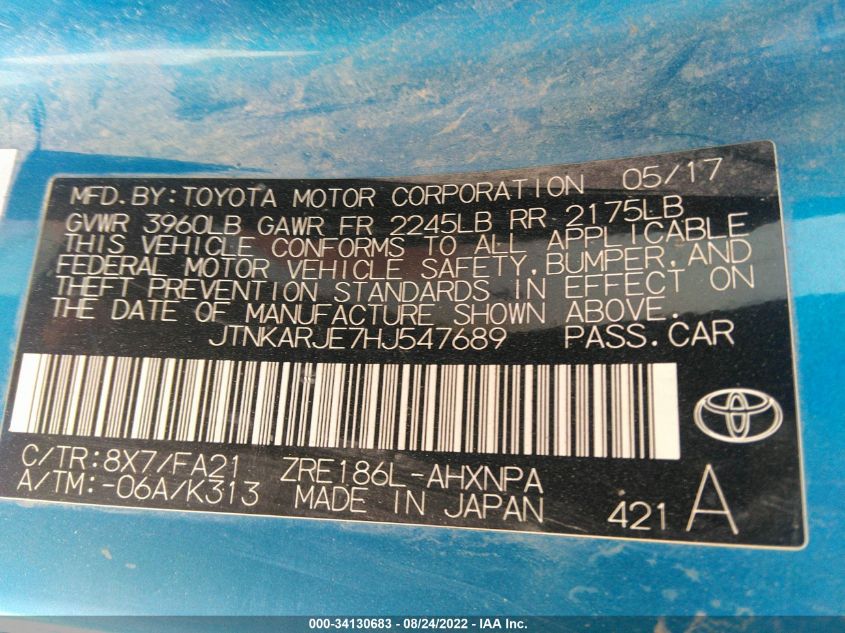 MFD.BY:TOYOTA MOTOR CORPORATION 05/17
GVWR 3960LB GAWR FR 2245LB RR 2175LB
THIS VEHICLE CONFORMS TO ALL APPLICABLE
FEDERAL MOTOR VEHICLE SAFETY,BUMPER,AND
THEFT PREVENTION STANDARDS IN EFFECT ON
THE DATE OF MANUFACTURE SHOWN ABOVE.
JTNKARJE7HJ547689 PASS.CAR
C/TR:8X7/FA21 ZRE186L-AHXNPA
A/TM:-06A/K313 MADE IN JAPAN 421 A
000-34130683 - 08/24/2022 - IAA Inc.